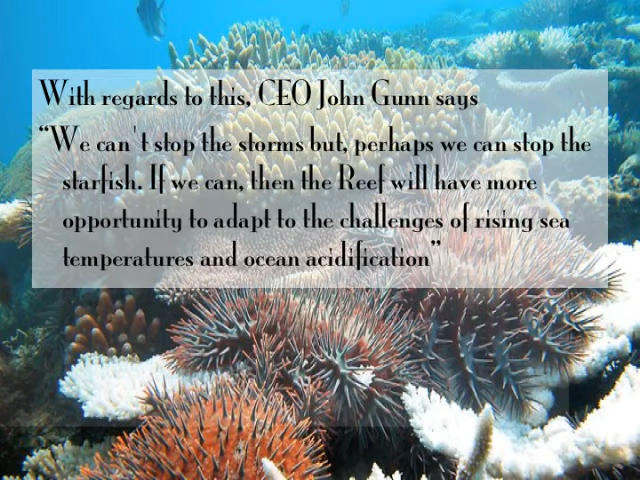 With regards to this, CEO John Gunn says
“We can't stop the storms but, perhaps we can stop the
starfish. If we can, then the Reef will have more
opportunity to adapt to the challenges of rising sea
temperatures and ocean acidification”